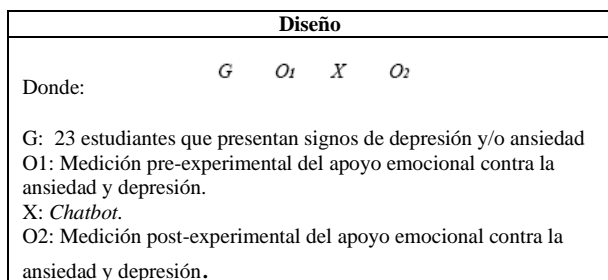 Diseño
G O1 X O2
Donde:
G: 23 estudiantes que presentan signos de depresión y/o ansiedad
O1: Medición pre-experimental del apoyo emocional contra la
ansiedad y depresión.
X: Chatbot.
O2: Medición post-experimental del apoyo emocional contra la
ansiedad y depresión.